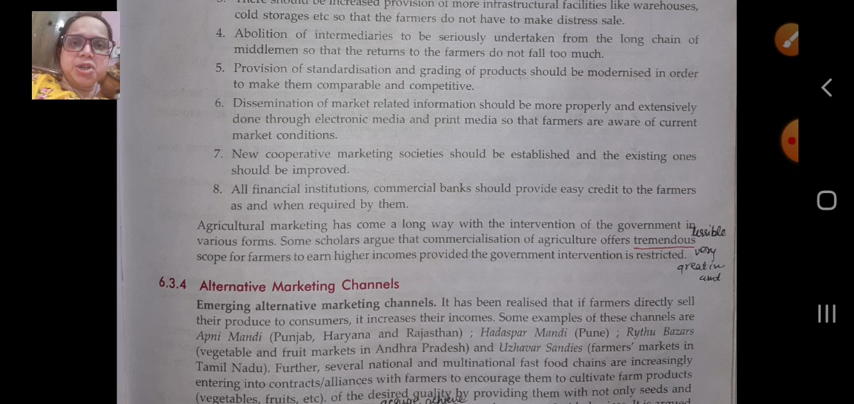 3. There should be increased provision of more infrastructural facilities like warehouses,
cold storages etc so that the farmers do not have to make distress sale.
4. Abolition of intermediaries to be seriously undertaken from the long chain of
middlemen so that the returns to the farmers do not fall too much.
5. Provision of standardisation and grading of products should be modernised in order
to make them comparable and competitive.
6. Dissemination of market related information should be more properly and extensively
done through electronic media and print media so that farmers are aware of current
market conditions.
7. New cooperative marketing societies should be established and the existing ones
should be improved.
8. All financial institutions, commercial banks should provide easy credit to the farmers
as and when required by them.
Agricultural marketing has come a long way with the intervention of the government in
various forms. Some scholars argue that commercialisation of agriculture offers tremendous
scope for farmers to earn higher incomes provided the government intervention is restricted.
very
great in
and
6.3.4 Alternative Marketing Channels
Emerging alternative marketing channels. It has been realised that if farmers directly sell
their produce to consumers, it increases their incomes. Some examples of these channels are
Apni Mandi (Punjab, Haryana and Rajasthan) ; Hadaspar Mandi (Pune) ; Rythu Bazars
(vegetable and fruit markets in Andhra Pradesh) and Uzhavar Sandies (farmers' markets in
Tamil Nadu). Further, several national and multinational fast food chains are increasingly
entering into contracts/alliances with farmers to encourage them to cultivate farm products
(vegetables, fruits, etc). of the desired quality by providing them with not only seeds and
achieve